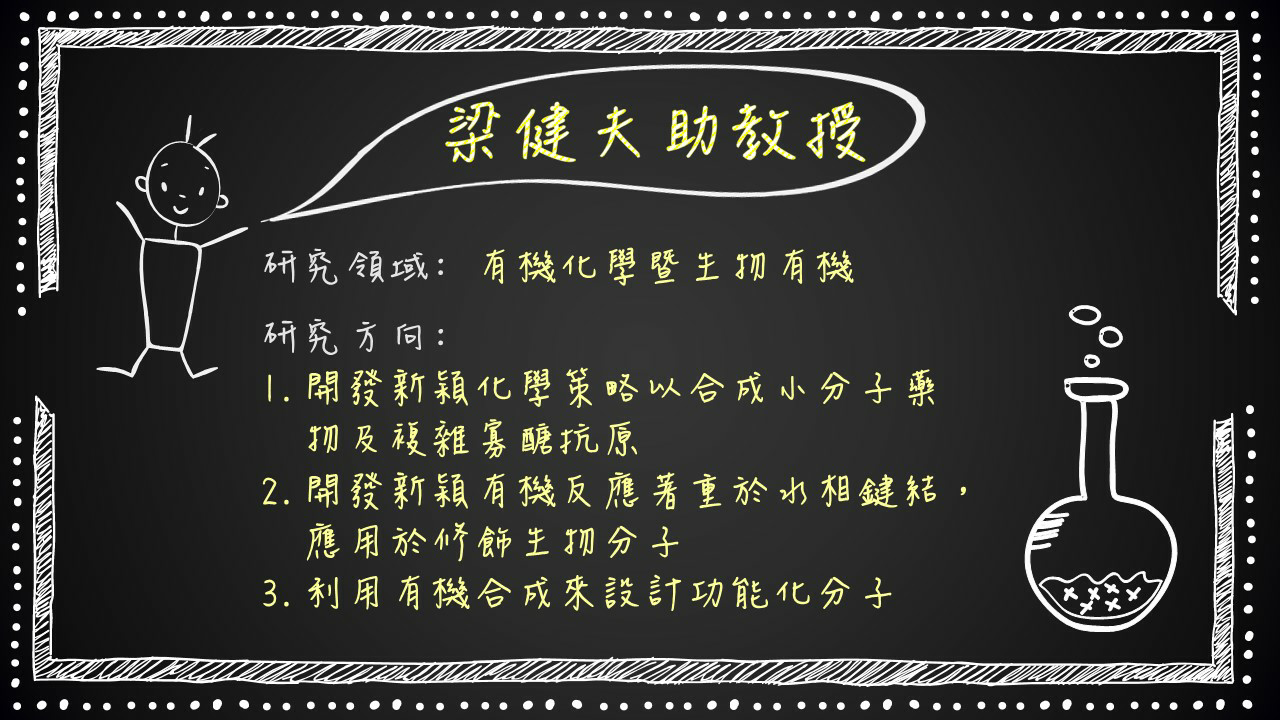 梁健夫助教授
研究領域: 有機化學暨生物有機
研究方向:
1. 開發新穎化學策略以合成小分子藥
物及複雜寡醣抗原
2. 開發新穎有機反應著重於水相鍵結，
應用於修飾生物分子
3. 利用有機合成來設計功能化分子